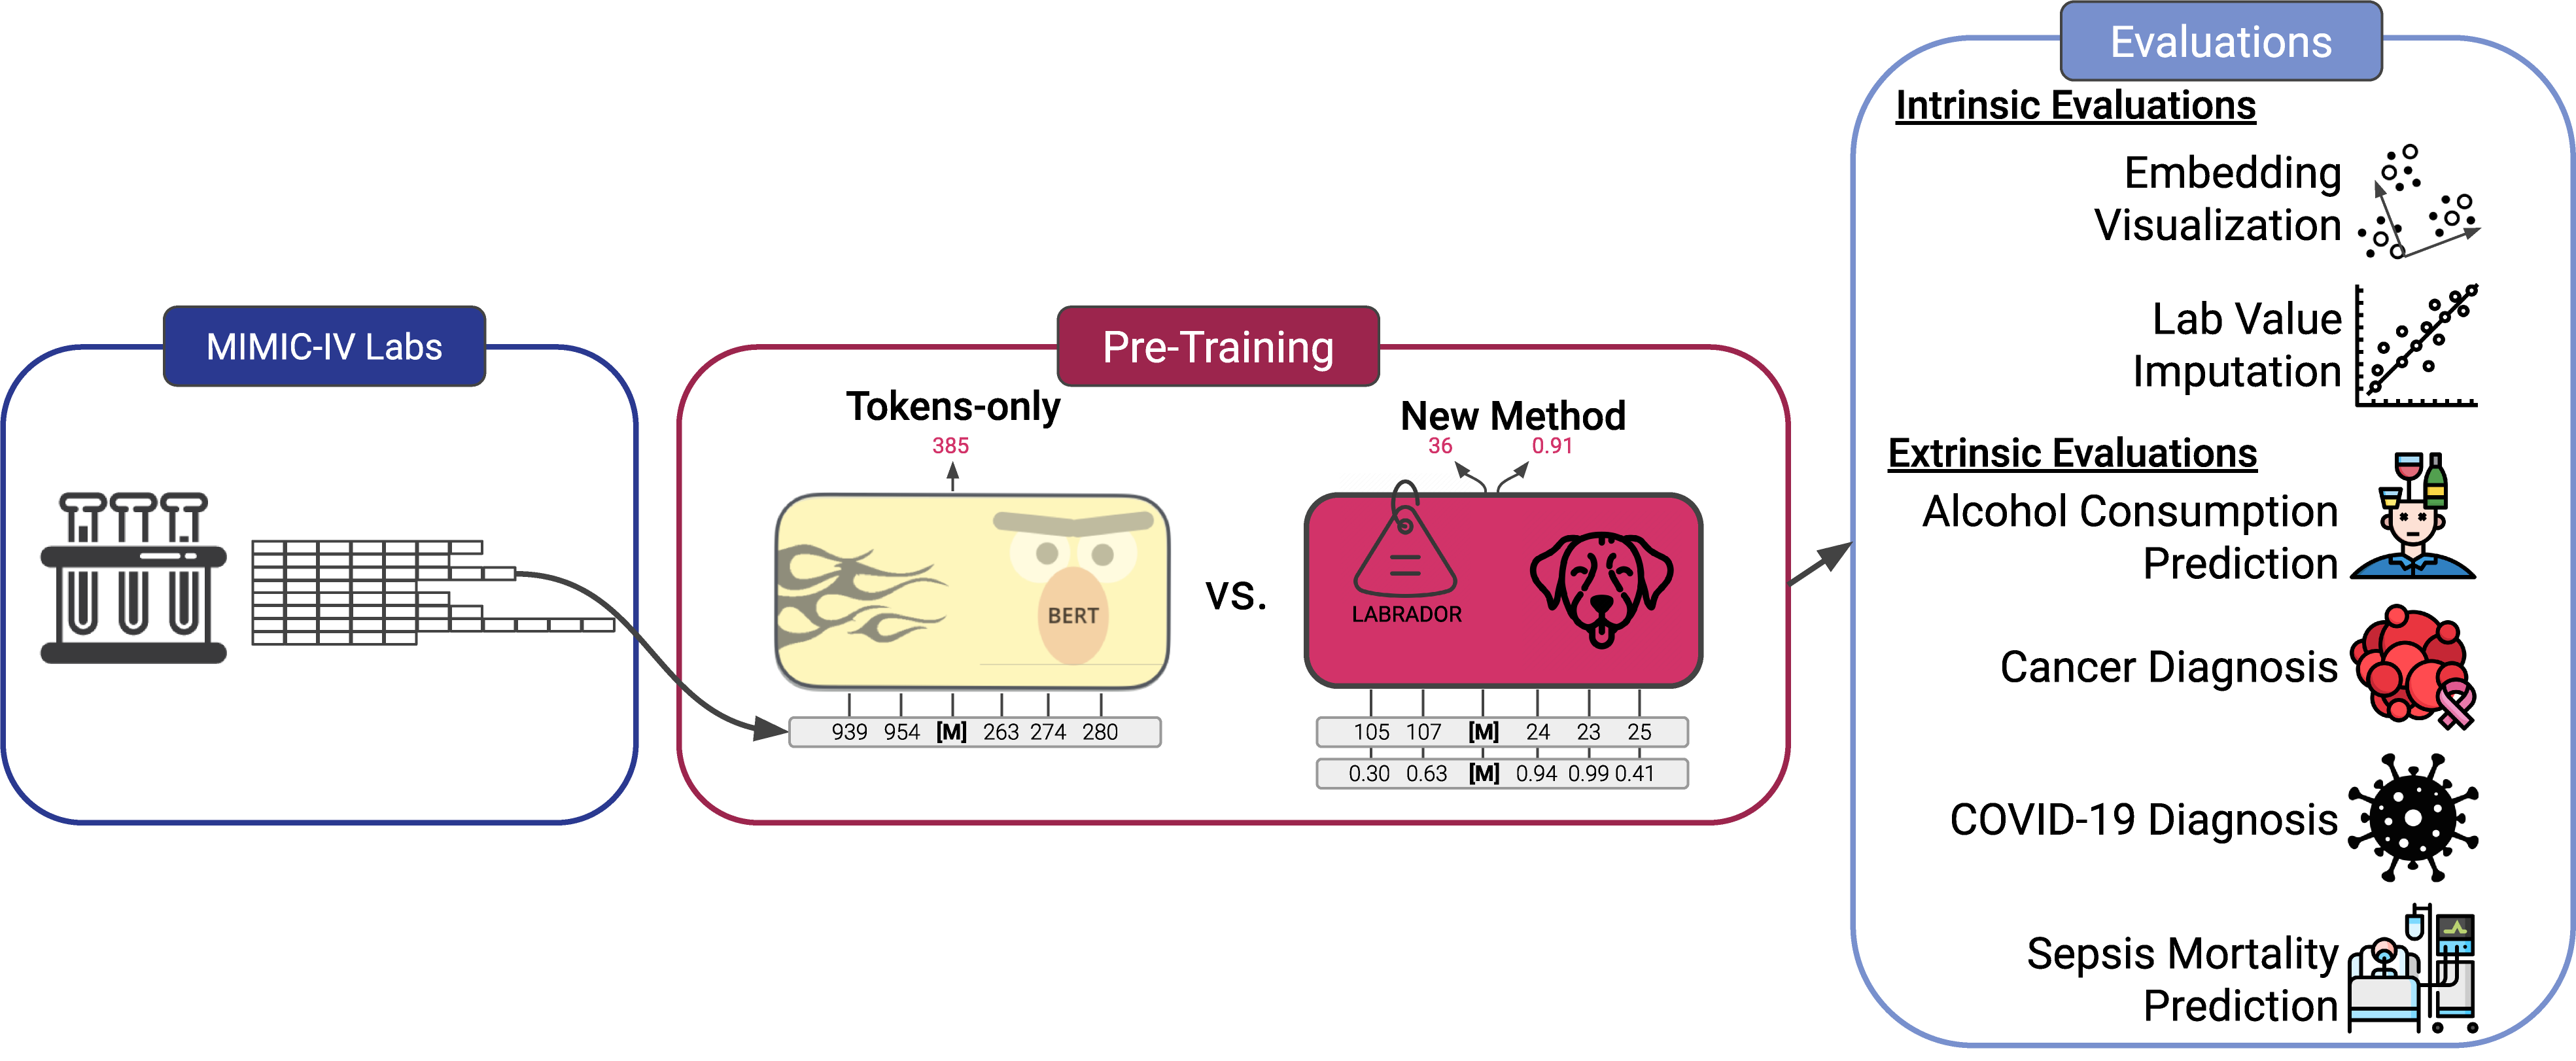 MIMIC-IV Labs
Pre-Training
Tokens-only
385
BERT
939 954 [M] 263 274 280
vs.
New Method
36 0.91
LABRADOR
105 107 [M] 24 23 25
0.30 0.63 [M] 0.94 0.99 0.41
Evaluations
Intrinsic Evaluations
Embedding
Visualization
Lab Value
Imputation
Extrinsic Evaluations
Alcohol Consumption
Prediction
Cancer Diagnosis
COVID-19 Diagnosis
Sepsis Mortality
Prediction